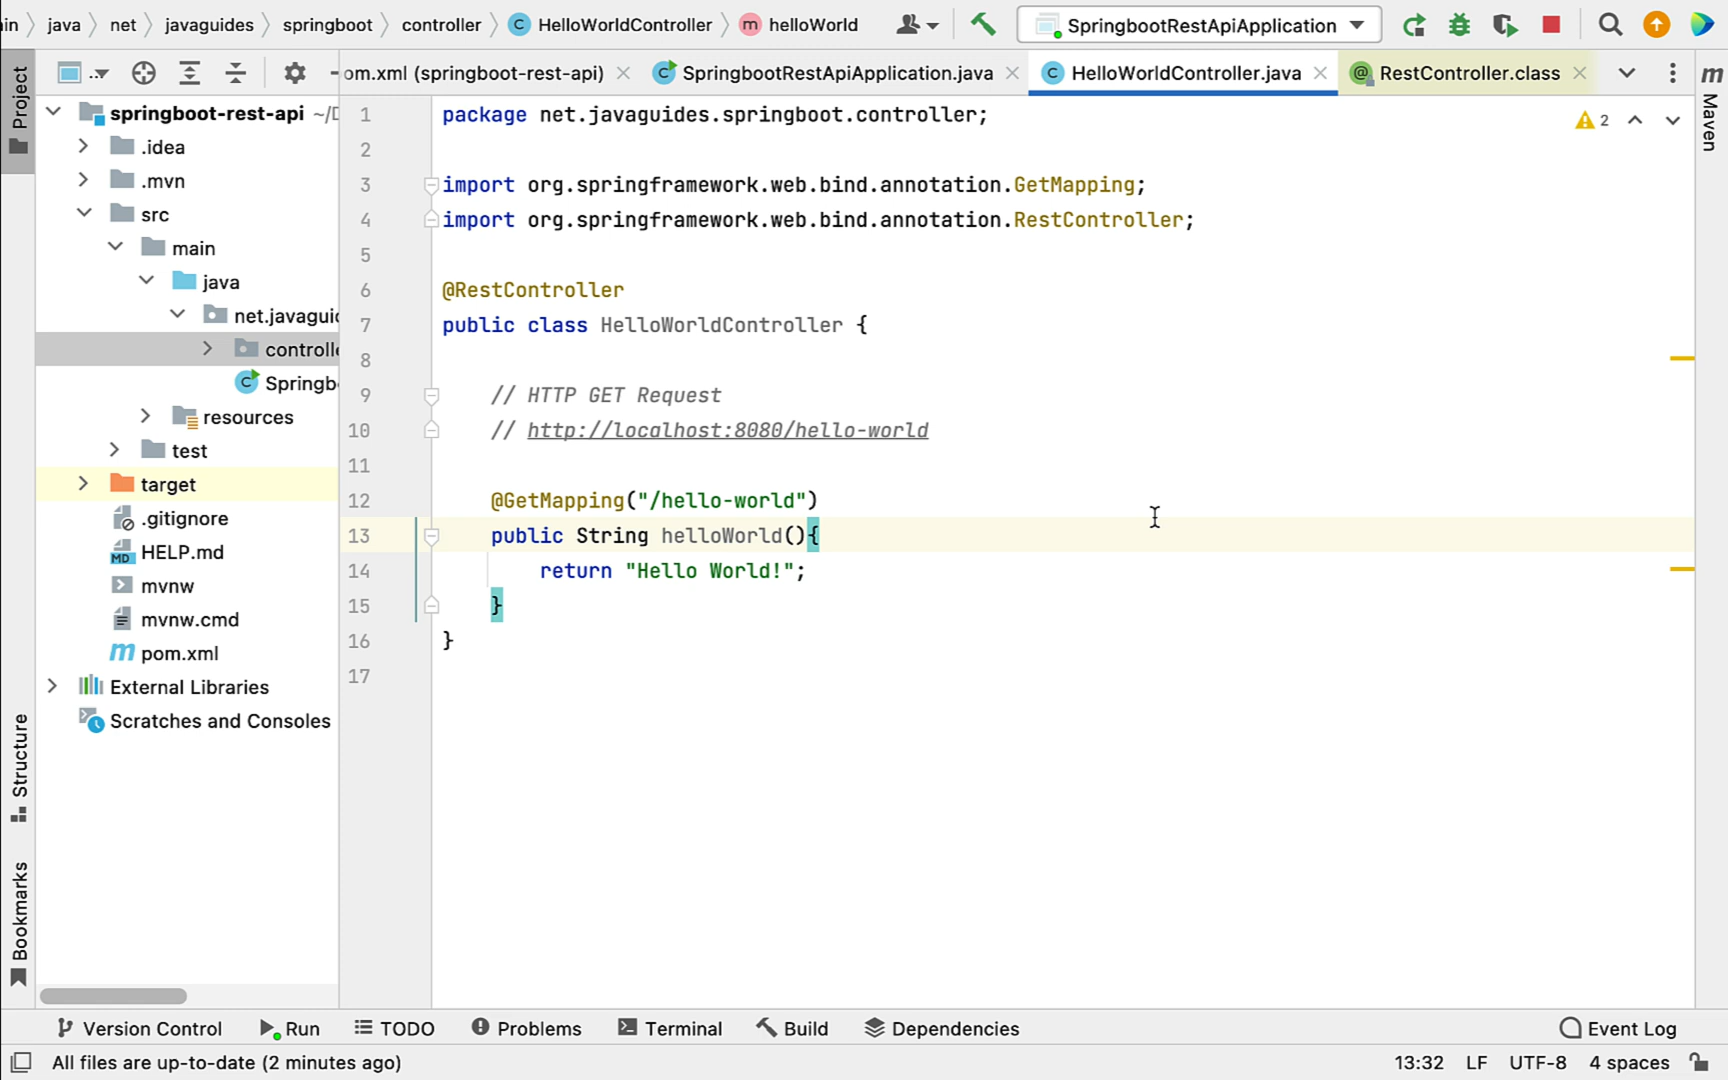 in java net javaguides springboot controller HelloWorldController helloWorld SpringbootRestApiApplication
om.xml (springboot-rest-api) SpringbootRestApiApplication.java HelloWorldController.java RestController.class
Project
springboot-rest-api ~/D
.idea
.mvn
src
main
java
net.javaguid
controlle
Springb
resources
test
target
.gitignore
HELP.md
mvnw
mvnw.cmd
pom.xml
External Libraries
Scratches and Consoles
Structure
Bookmarks
1 package net.javaguides.springboot.controller;
2
3 import org.springframework.web.bind.annotation.GetMapping;
4 import org.springframework.web.bind.annotation.RestController;
5
6 @RestController
7 public class HelloWorldController {
8
9 // HTTP GET Request
10 // http://localhost:8080/hello-world
11
12 @GetMapping("/hello-world")
13 public String helloWorld(){
14 return "Hello World!";
15 }
16 }
17
2
Maven
Version Control Run TODO Problems Terminal Build Dependencies Event Log
All files are up-to-date (2 minutes ago) 13:32 LF UTF-8 4 spaces